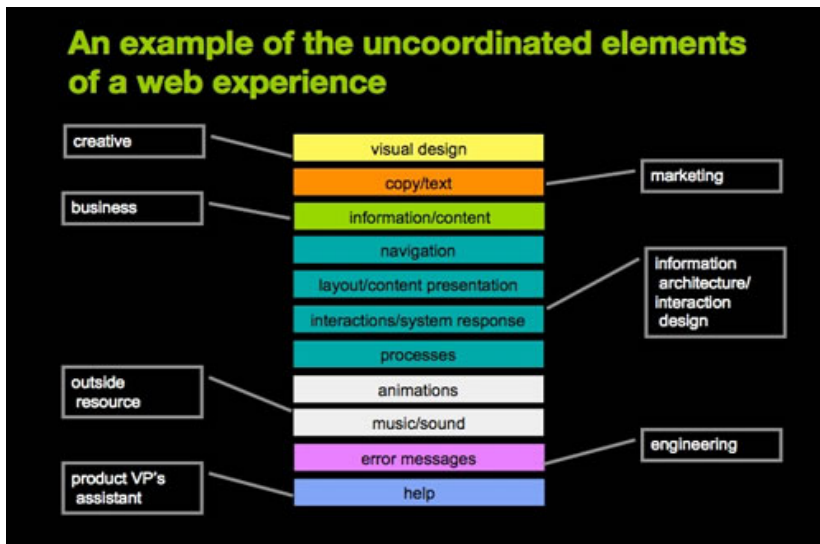 An example of the uncoordinated elements
of a web experience
creative
visual design
copy/text
marketing
business
information/content
navigation
layout/content presentation
information
architecture/
interaction
design
interactions/system response
processes
outside
resource
animations
music/sound
error messages
engineering
product VP's
assistant
help